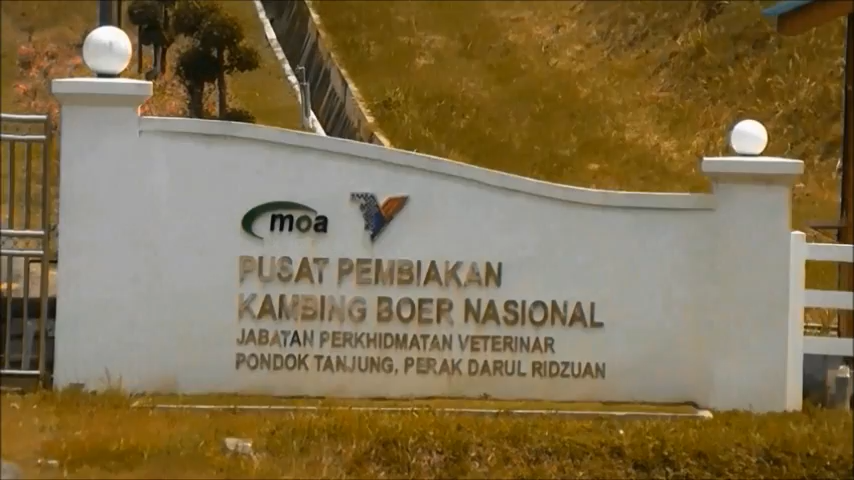 moa
PUSAT PEMBIAKAN
KAMBING BOER NASIONAL
JABATAN PERKHIDMATAN VETERINAR
PONDOK TANJUNG, PERAK DARUL RIDZUAN